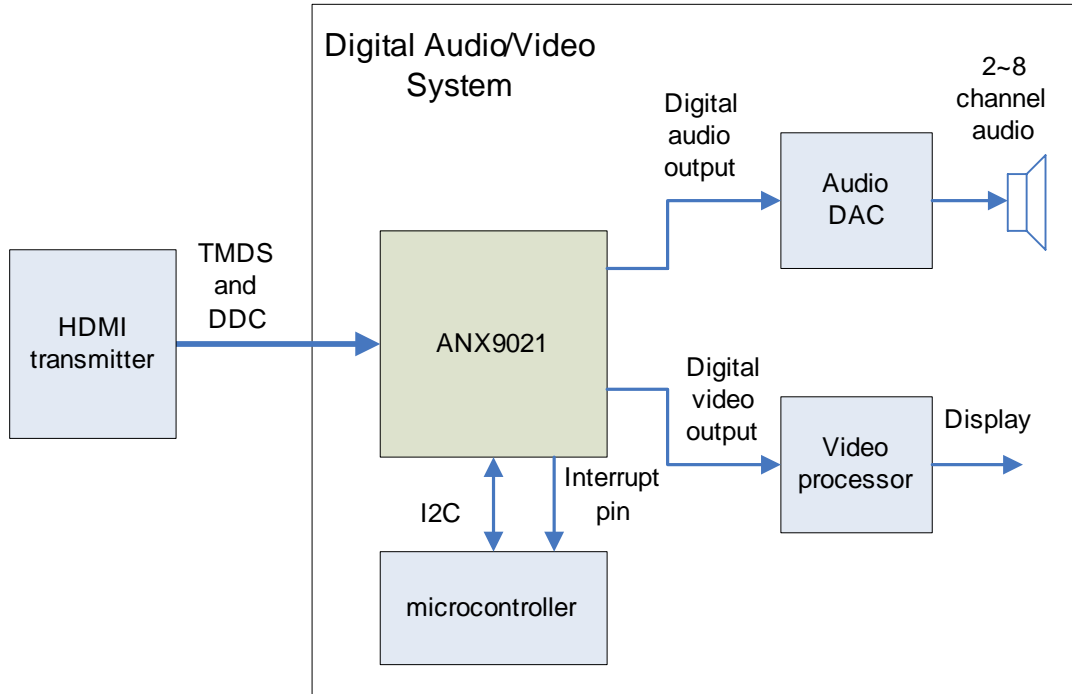 Digital Audio/Video
System
2~8
channel
audio
Digital
audio
output
Audio
DAC
TMDS
and
DDC
HDMI
transmitter
ANX9021
Digital
video
output
Video
processor
Display
I2C
Interrupt
pin
microcontroller